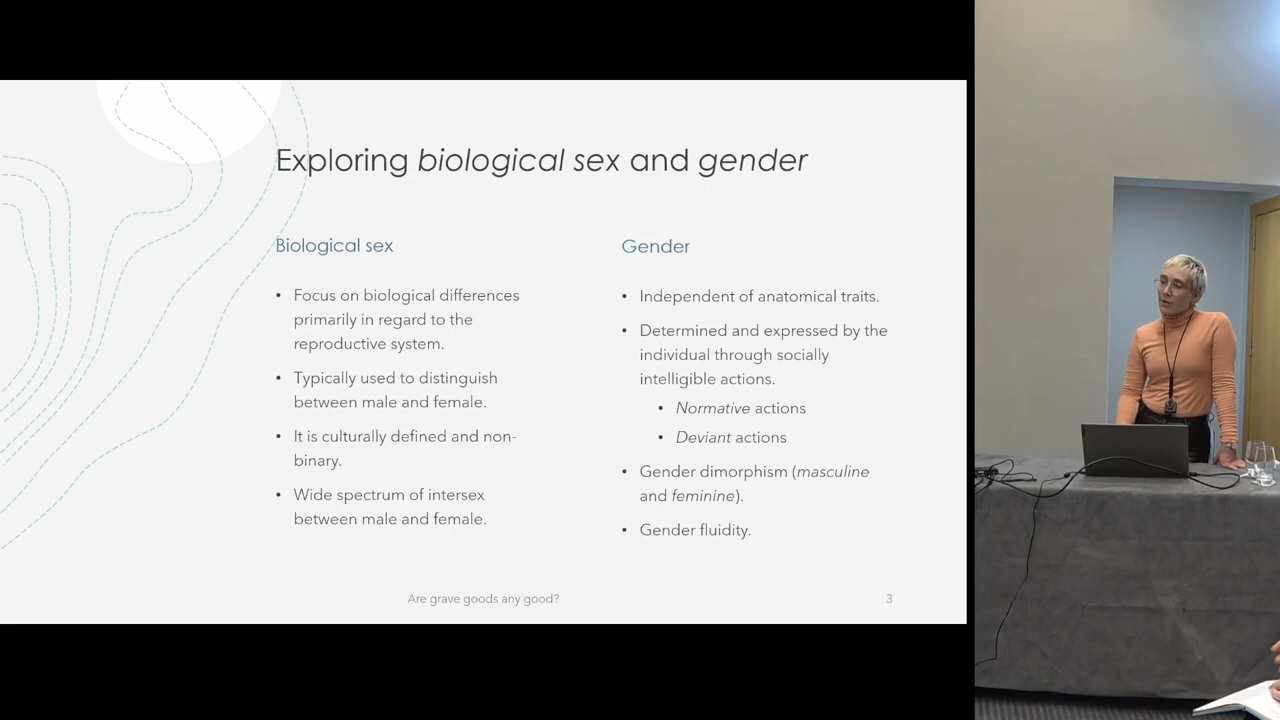 Exploring biological sex and gender
Biological sex
• Focus on biological differences
primarily in regard to the
reproductive system.
• Typically used to distinguish
between male and female.
• It is culturally defined and non-
binary.
• Wide spectrum of intersex
between male and female.
Gender
• Independent of anatomical traits.
• Determined and expressed by the
individual through socially
intelligible actions.
• Normative actions
• Deviant actions
• Gender dimorphism (masculine
and feminine).
• Gender fluidity.
Are grave goods any good?
3